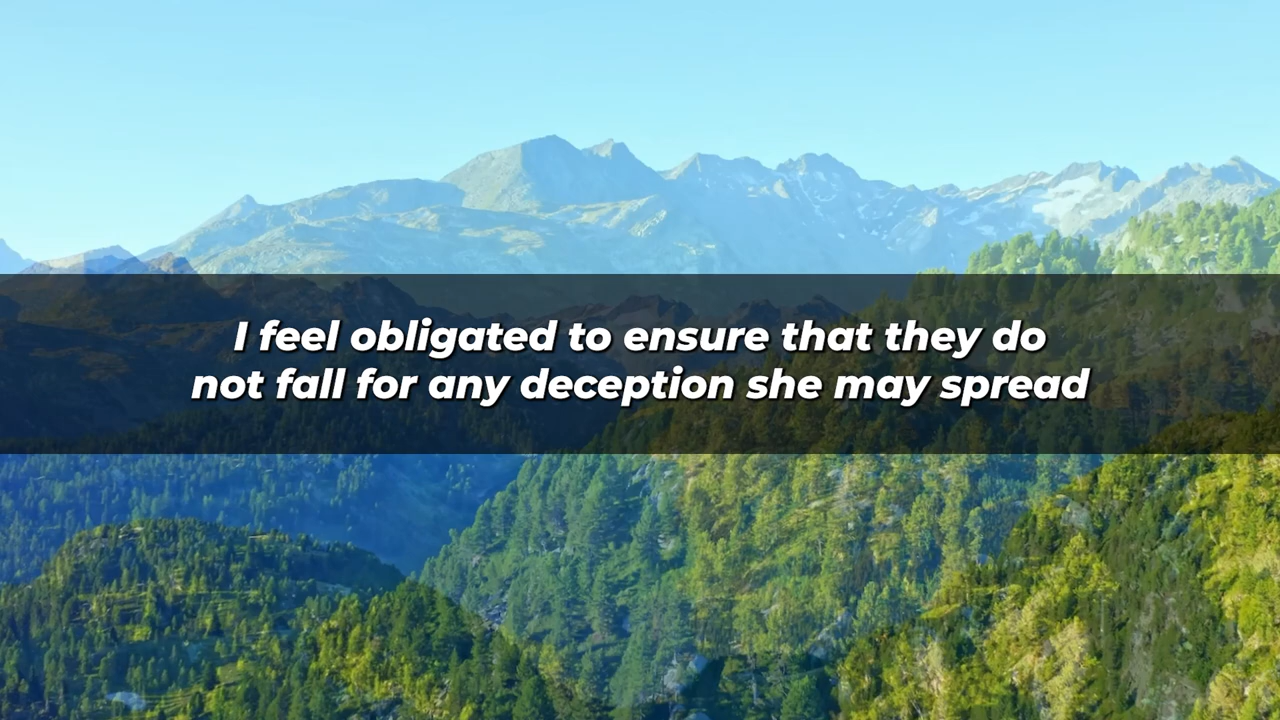 I feel obligated to ensure that they do
not fall for any deception she may spread